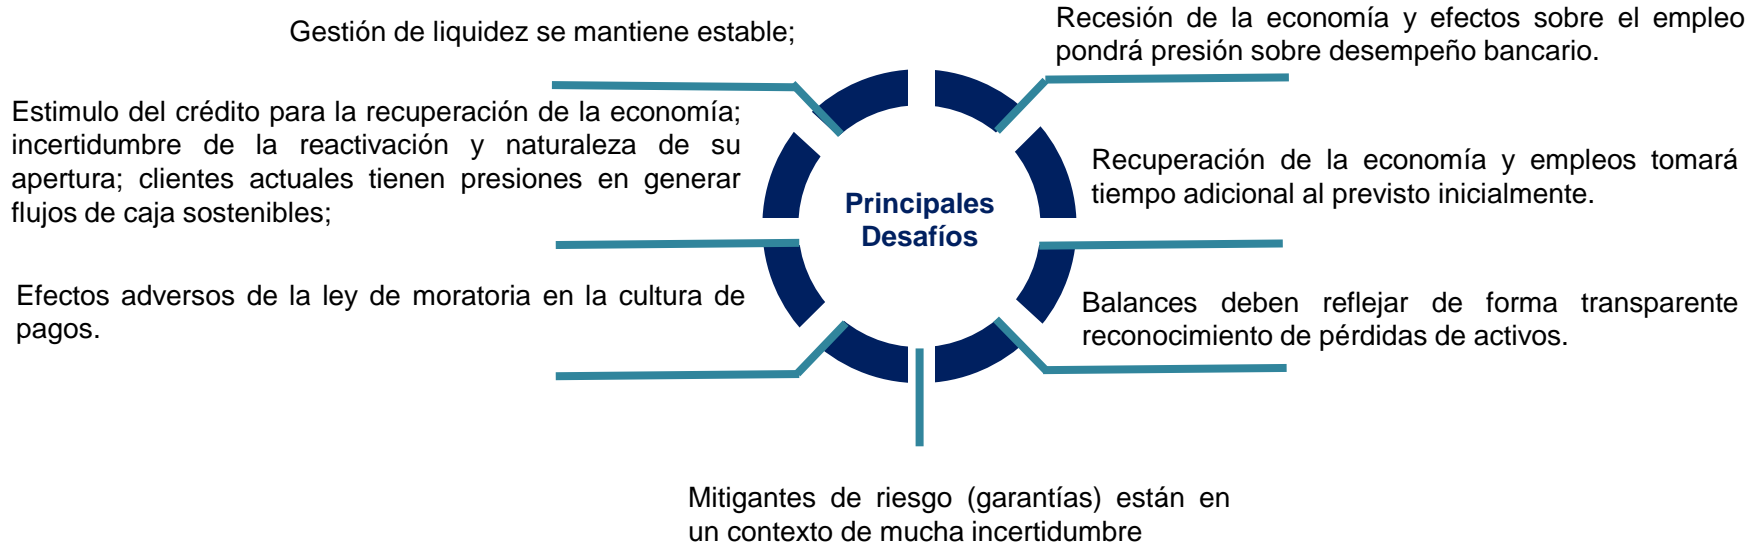 Gestión de liquidez se mantiene estable;
Estimulo del crédito para la recuperación de la economía;
incertidumbre de la reactivación y naturaleza de su
apertura; clientes actuales tienen presiones en generar
flujos de caja sostenibles;
Efectos adversos de la ley de moratoria en la cultura de
pagos.
Principales
Desafíos
Recesión de la economía y efectos sobre el empleo
pondrá presión sobre desempeño bancario.
Recuperación de la economía y empleos tomará
tiempo adicional al previsto inicialmente.
Balances deben reflejar de forma transparente
reconocimiento de pérdidas de activos.
Mitigantes de riesgo (garantías) están en
un contexto de mucha incertidumbre